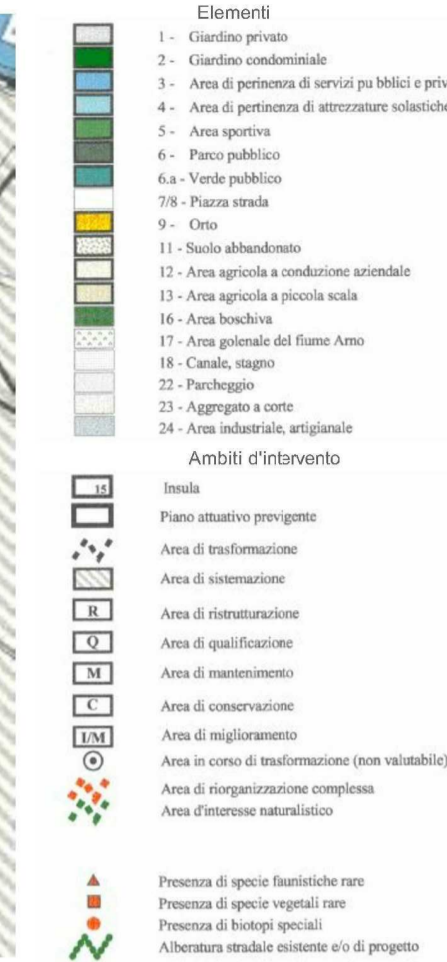 Elementi
1 - Giardino privato
2 - Giardino condominiale
3 - Area di perinenza di servizi pu bblici e priv
4 - Area di pertinenza di attrezzature solastiche
5 - Area sportiva
6 - Parco pubblico
6.a - Verde pubblico
7/8 - Piazza strada
9 - Orto
11 - Suolo abbandonato
12 - Area agricola a conduzione aziendale
13 - Area agricola a piccola scala
16 - Area boschiva
17 - Area golenale del fiume Arno
18 - Canale, stagno
22 - Parcheggio
23 - Aggregato a corte
24 - Area industriale, artigianale
Ambiti d'intervento
15 Insula
Piano attuativo previgente
Area di trasformazione
Area di sistemazione
R Area di ristrutturazione
Q Area di qualificazione
M Area di mantenimento
C Area di conservazione
I/M Area di miglioramento
Area in corso di trasformazione (non valutabile)
Area di riorganizzazione complessa
Area d'interesse naturalistico
Presenza di specie faunistiche rare
Presenza di specie vegetali rare
Presenza di biotopi speciali
Alberatura stradale esistente e/o di progetto